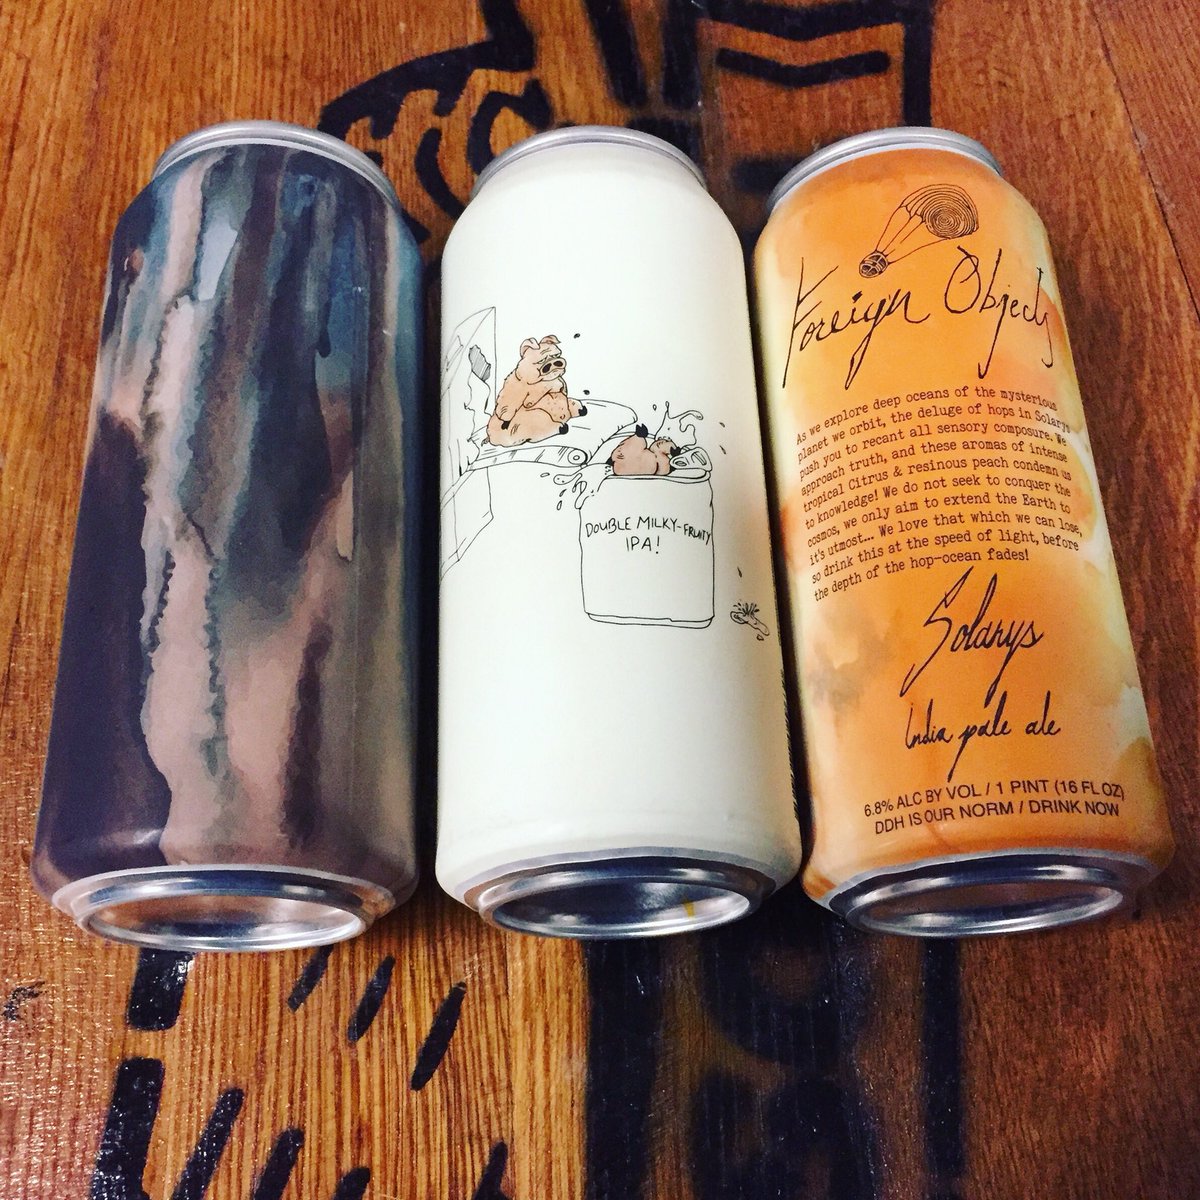 DOUBLE MILKY-FRUITY
IPA!
Foreign Objects
As we explore deep oceans of the mysterious
planet we orbit, the deluge of hops in Solarys
push you to recant all sensory composure. We
approach truth, and these aromas of intense
tropical Citrus & resinous peach condemn us
to knowledge! We do not seek to conquer the
cosmos, we only aim to extend the Earth to
it's utmost... We love that which we can lose,
so drink this at the speed of light, before
the depth of the hop-ocean fades!
Solarys
India pale ale
6.8% ALC BY VOL / 1 PINT (16 FL OZ)
DDH IS OUR NORM / DRINK NOW